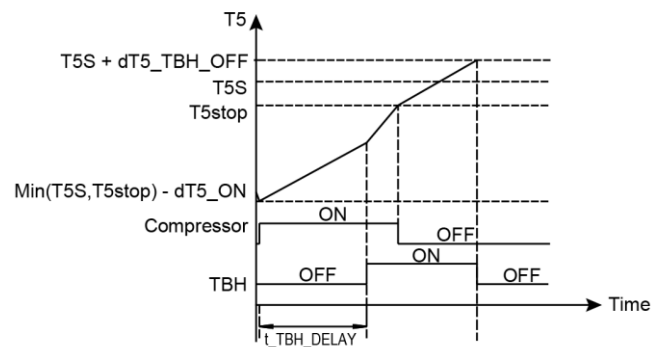 T5
T5S + dT5_TBH_OFF
T5S
T5stop
Min(T5S,T5stop) - dT5_ON
ON
Compressor
OFF
ON
TBH
OFF
OFF
Time
t_TBH_DELAY